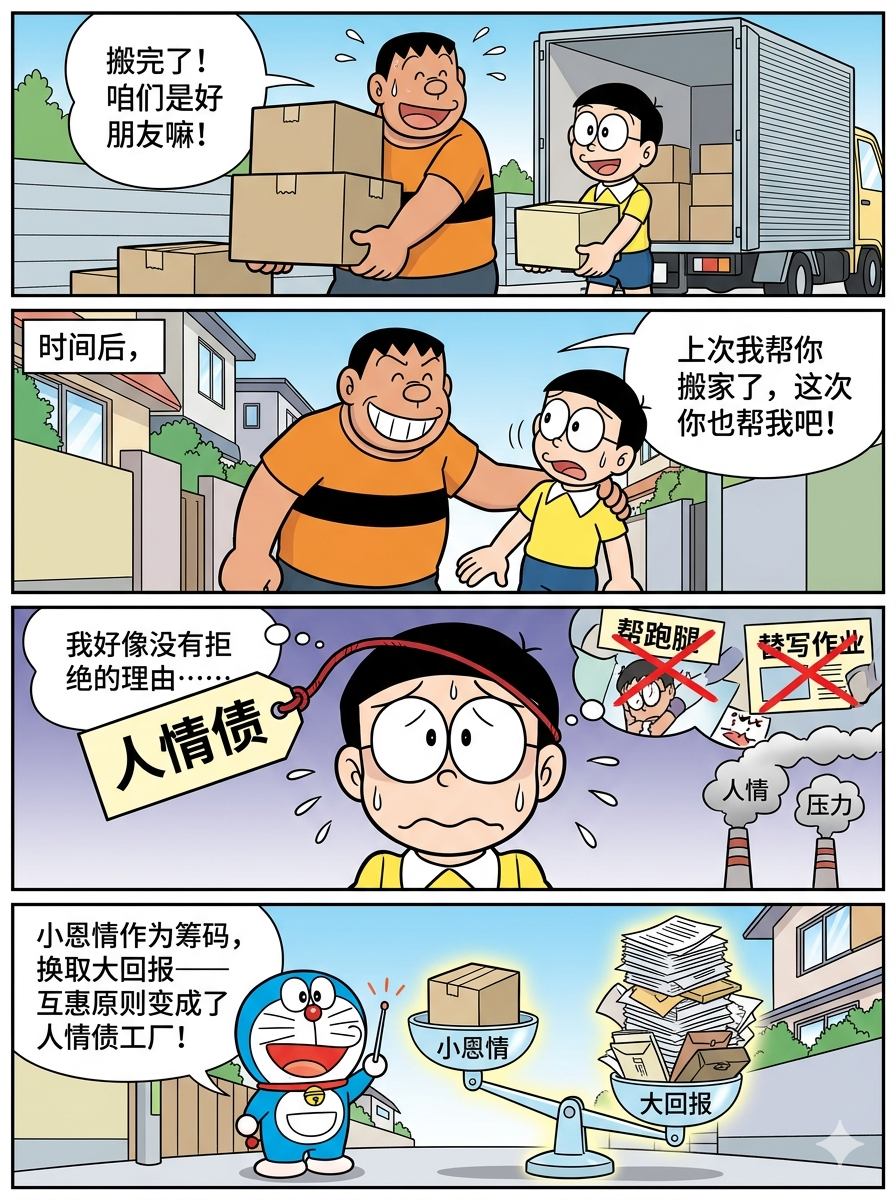 搬完了！
咱们是好
朋友嘛！
时间后，
上次我帮你
搬家了，这次
你也帮我吧！
我好像没有拒
绝的理由……
人情债
帮跑腿
替写作业
人情
压力
小恩情作为筹码，
换取大回报——
互惠原则变成了
人情债工厂！
小恩情
大回报